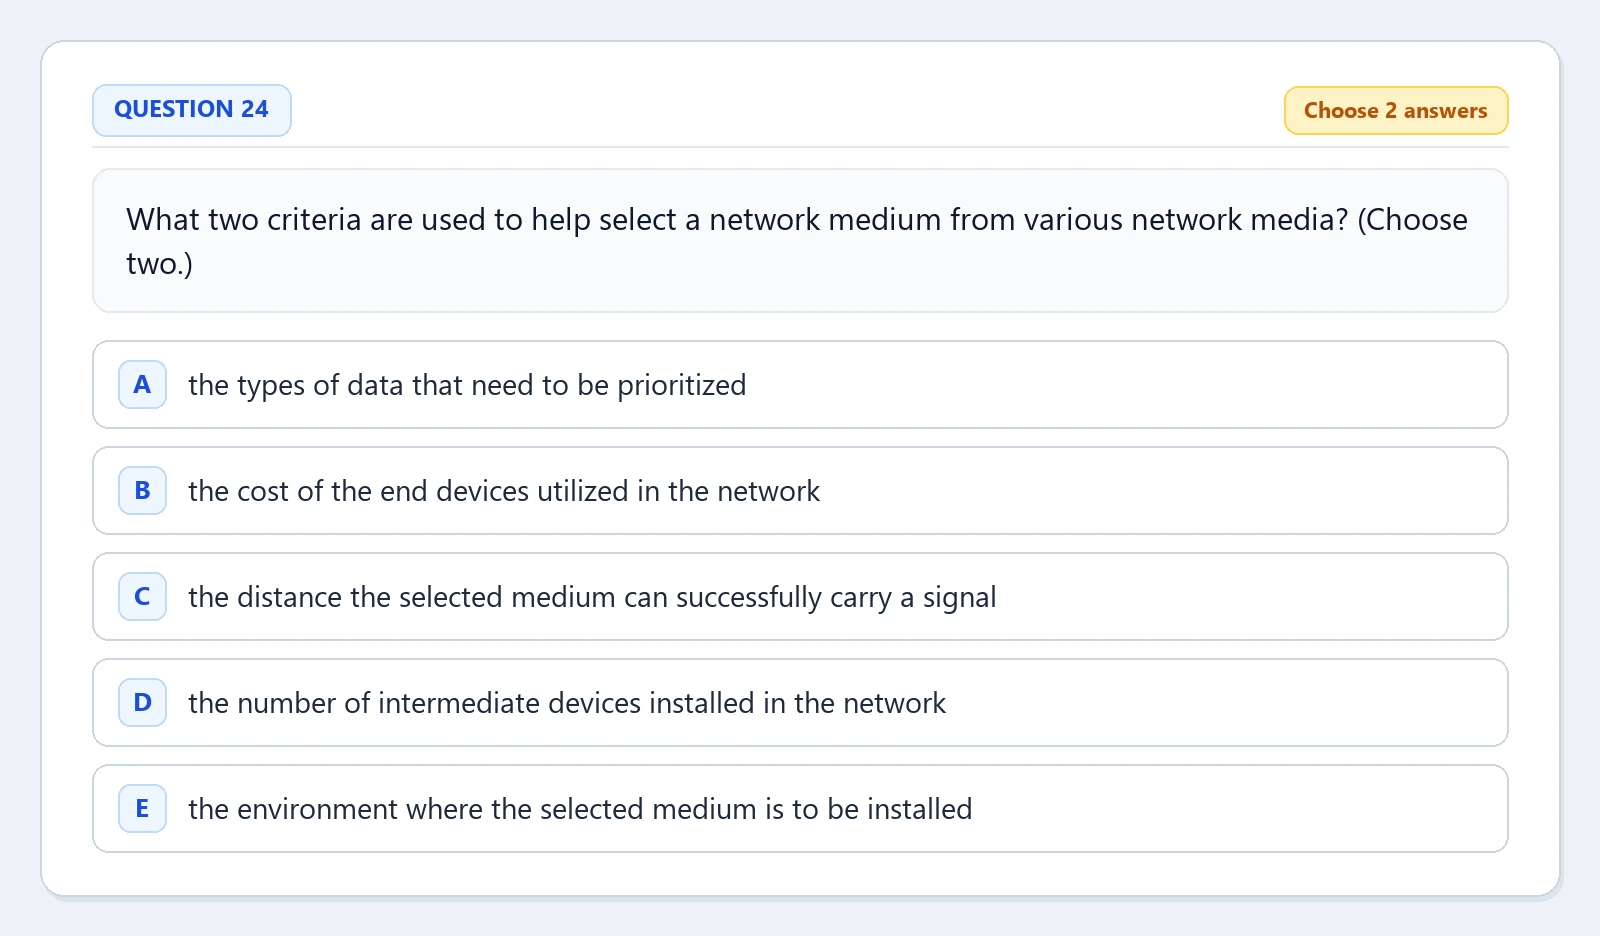 QUESTION 24
Choose 2 answers
What two criteria are used to help select a network medium from various network media? (Choose
two.)
A the types of data that need to be prioritized
B the cost of the end devices utilized in the network
C the distance the selected medium can successfully carry a signal
D the number of intermediate devices installed in the network
E the environment where the selected medium is to be installed